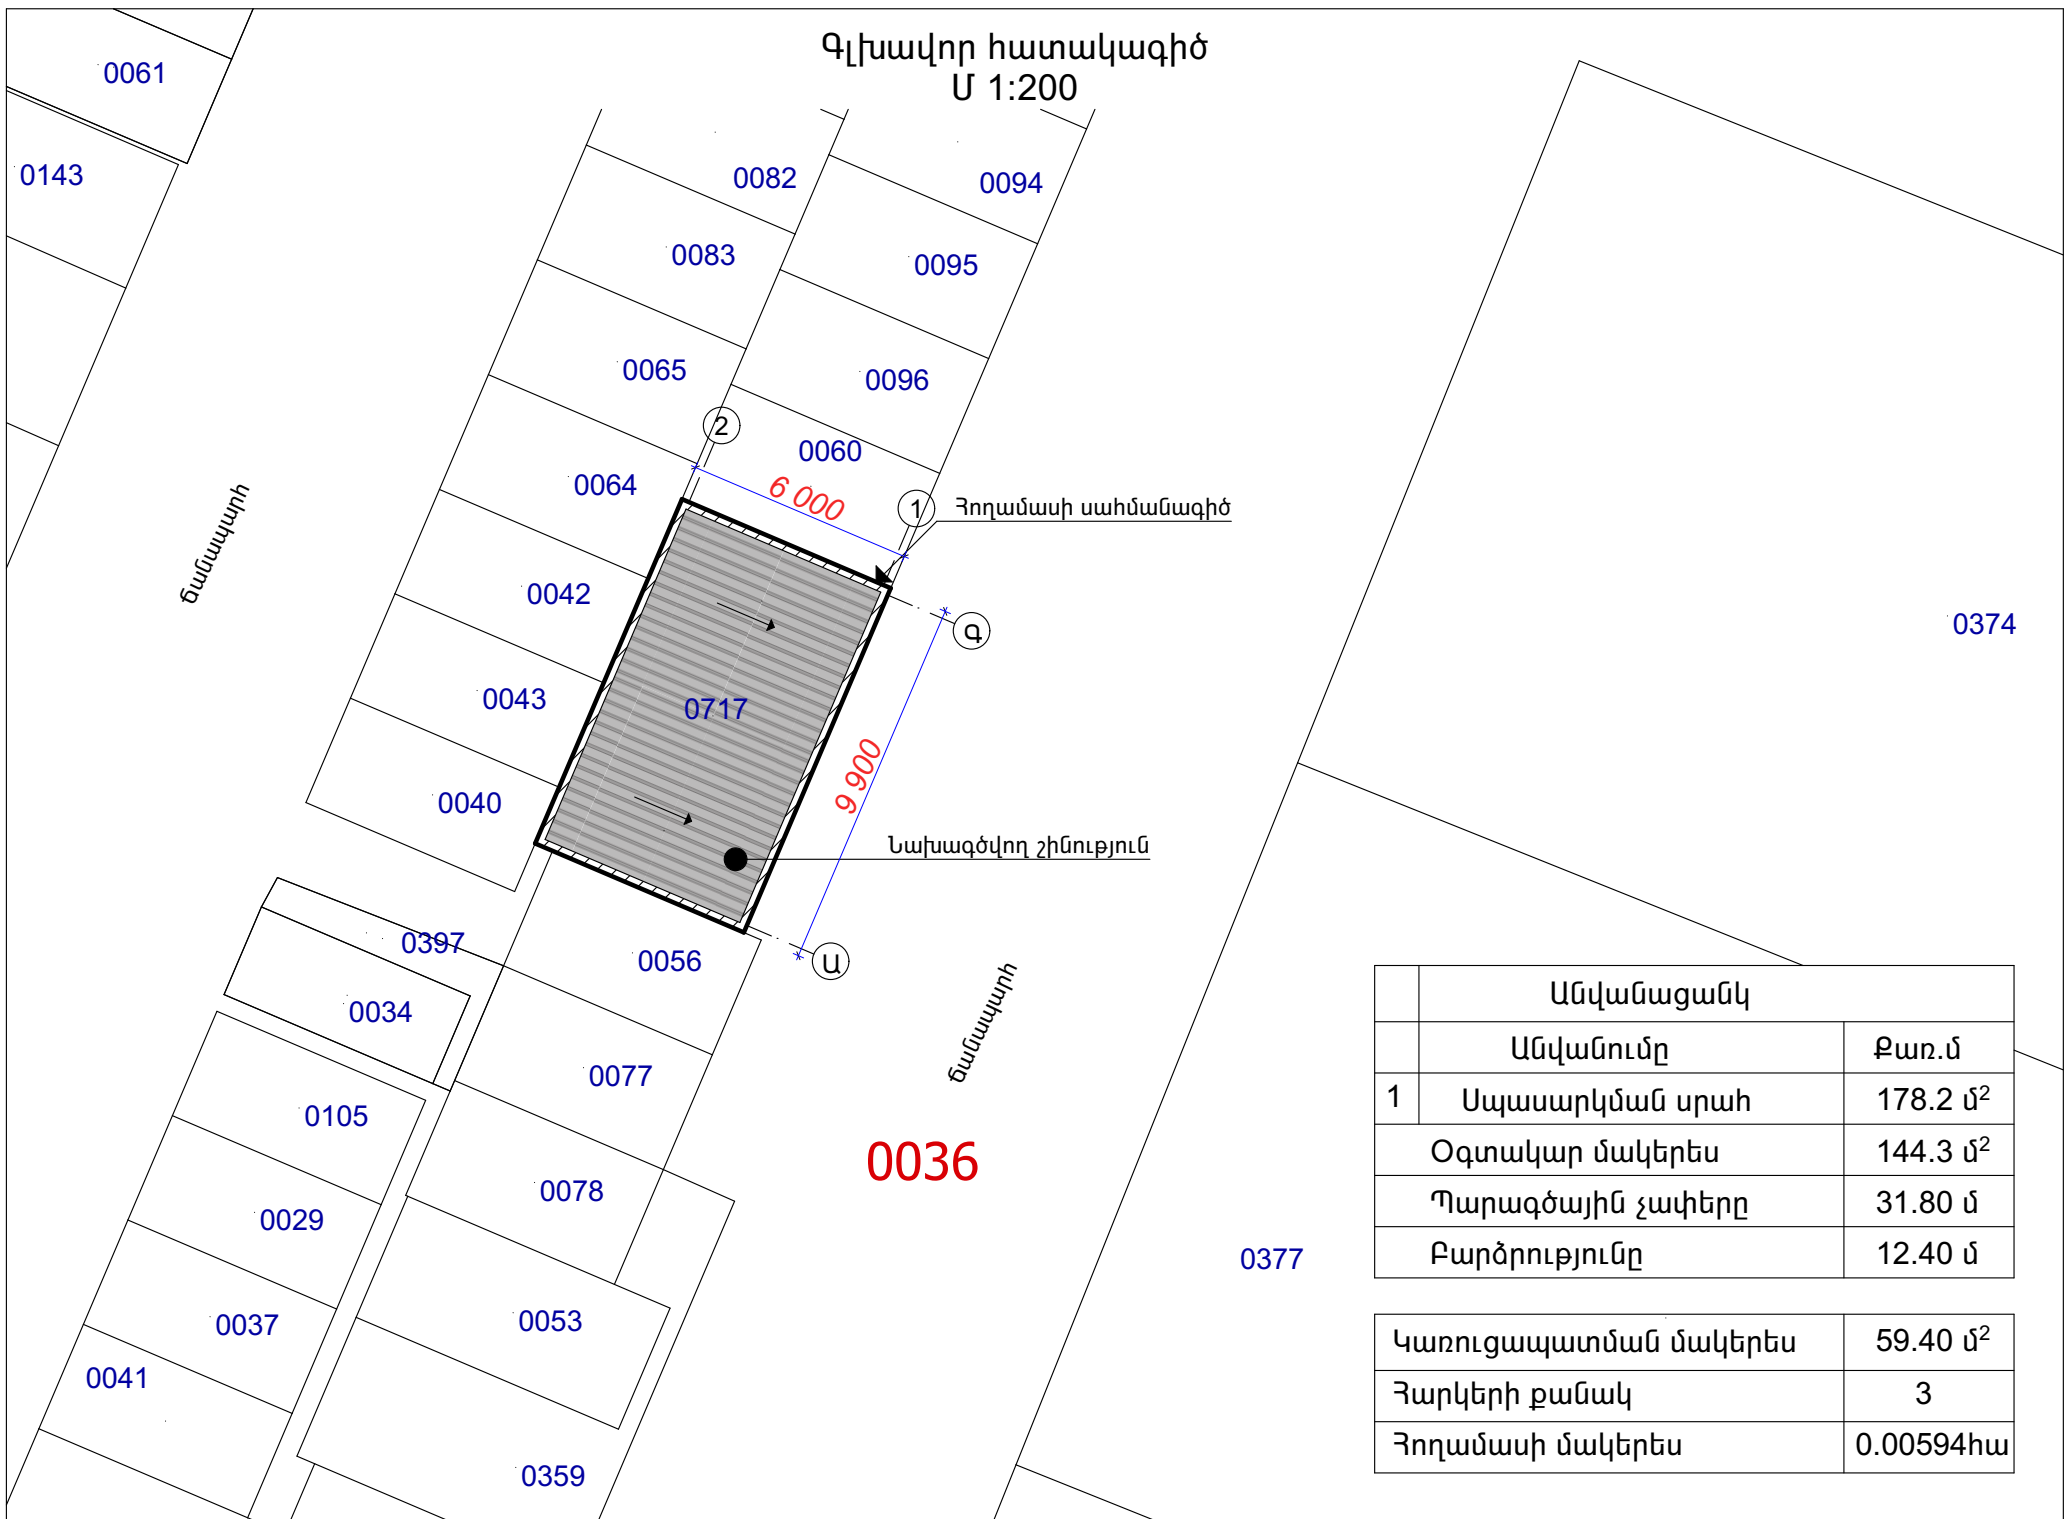 Գլխավոր հատակագիծ
Մ 1:200
0061
0143
0082
0094
0083
0095
0065
0096
2
0060
0064
6 000
1
Հողամասի սահմանագիծ
ճանապարհ
0042
Գ
0374
0043
0717
9 900
0040
Նախագծվող շինություն
0397
0056
Ա
0034
ճանապարհ
0077
0105
0036
0078
0029
0377
0037
0053
0041
0359
Անվանացանկ
Անվանումը Քառ.մ
1 Սպասարկման սրահ 178.2 մ²
Օգտակար մակերես 144.3 մ²
Պարագծային չափերը 31.80 մ
Բարձրությունը 12.40 մ
Կառուցապատման մակերես 59.40 մ²
Հարկերի քանակ 3
Հողամասի մակերես 0.00594հա